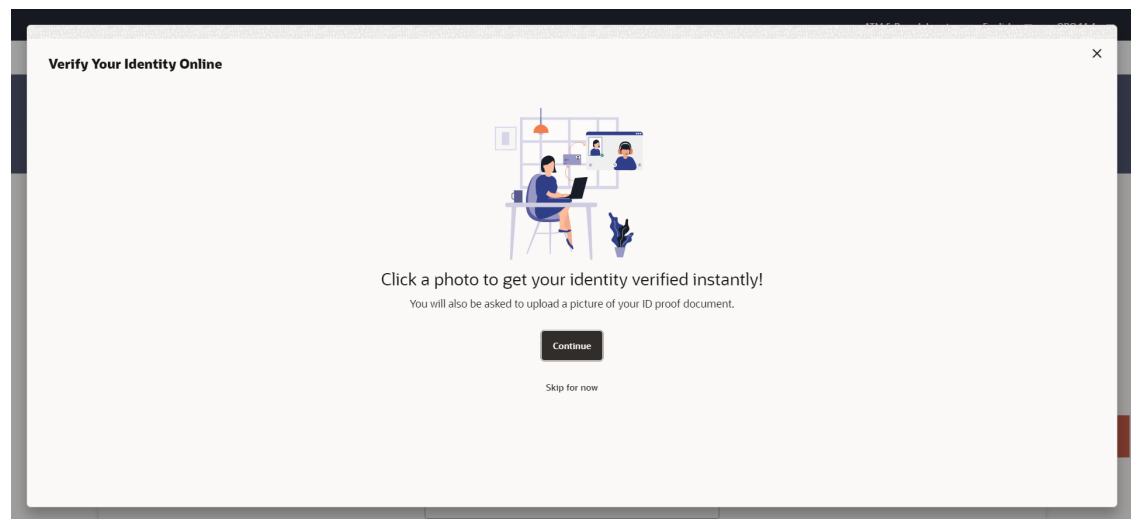 Verify Your Identity Online
Click a photo to get your identity verified instantly!
You will also be asked to upload a picture of your ID proof document.
Continue
Skip for now